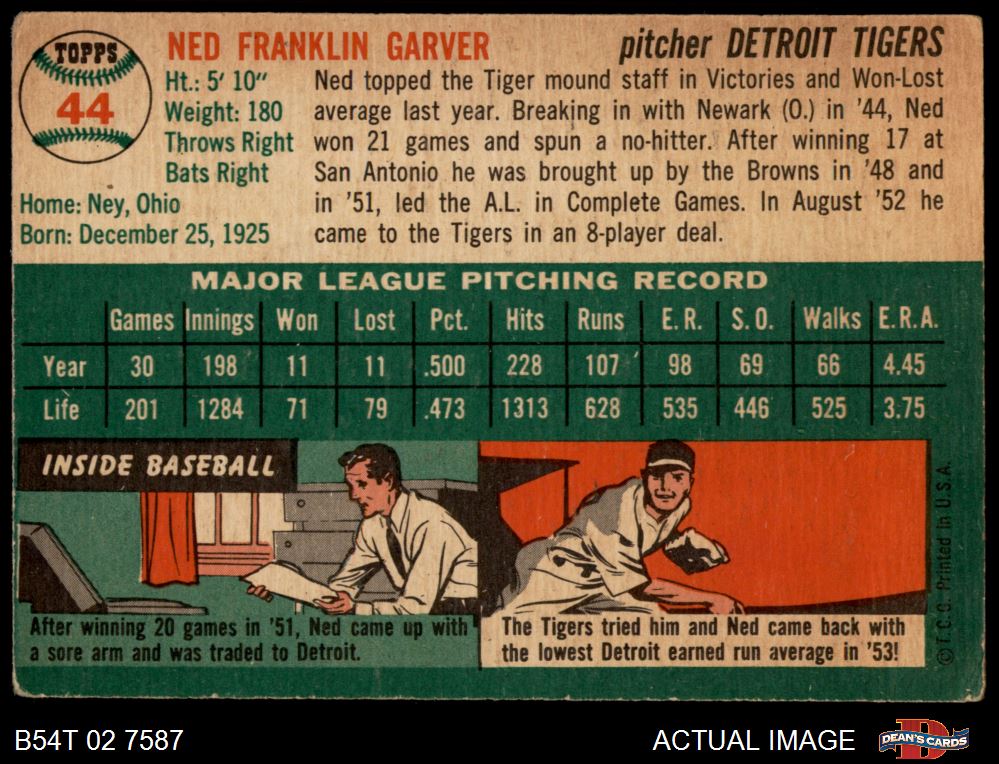 TOPPS
44
NED FRANKLIN GARVER
pitcher DETROIT TIGERS
Ht.: 5' 10"
Weight: 180
Throws Right
Bats Right
Home: Ney, Ohio
Born: December 25, 1925
Ned topped the Tiger mound staff in Victories and Won-Lost
average last year. Breaking in with Newark (O.) in '44, Ned
won 21 games and spun a no-hitter. After winning 17 at
San Antonio he was brought up by the Browns in '48 and
in '51, led the A.L. in Complete Games. In August '52 he
came to the Tigers in an 8-player deal.
MAJOR LEAGUE PITCHING RECORD
Games Innings Won Lost Pct. Hits Runs E. R. S. O. Walks E.R.A.
Year 30 198 11 11 .500 228 107 98 69 66 4.45
Life 201 1284 71 79 .473 1313 628 535 446 525 3.75
INSIDE BASEBALL
After winning 20 games in '51, Ned came up with
a sore arm and was traded to Detroit.
The Tigers tried him and Ned came back with
the lowest Detroit earned run average in '53!
© T. C. G. Printed in U.S.A.
B54T 02 7587
ACTUAL IMAGE
DEAN'S CARDS